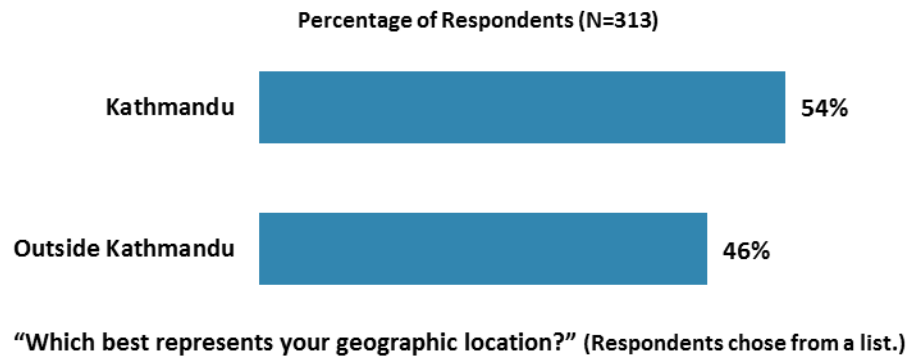 Percentage of Respondents (N=313)
Kathmandu
54%
Outside Kathmandu
46%
“Which best represents your geographic location?” (Respondents chose from a list.)